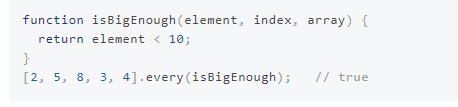 function isBigEnough(element, index, array) {
  return element < 10;
}
[2, 5, 8, 3, 4].every(isBigEnough);   // true